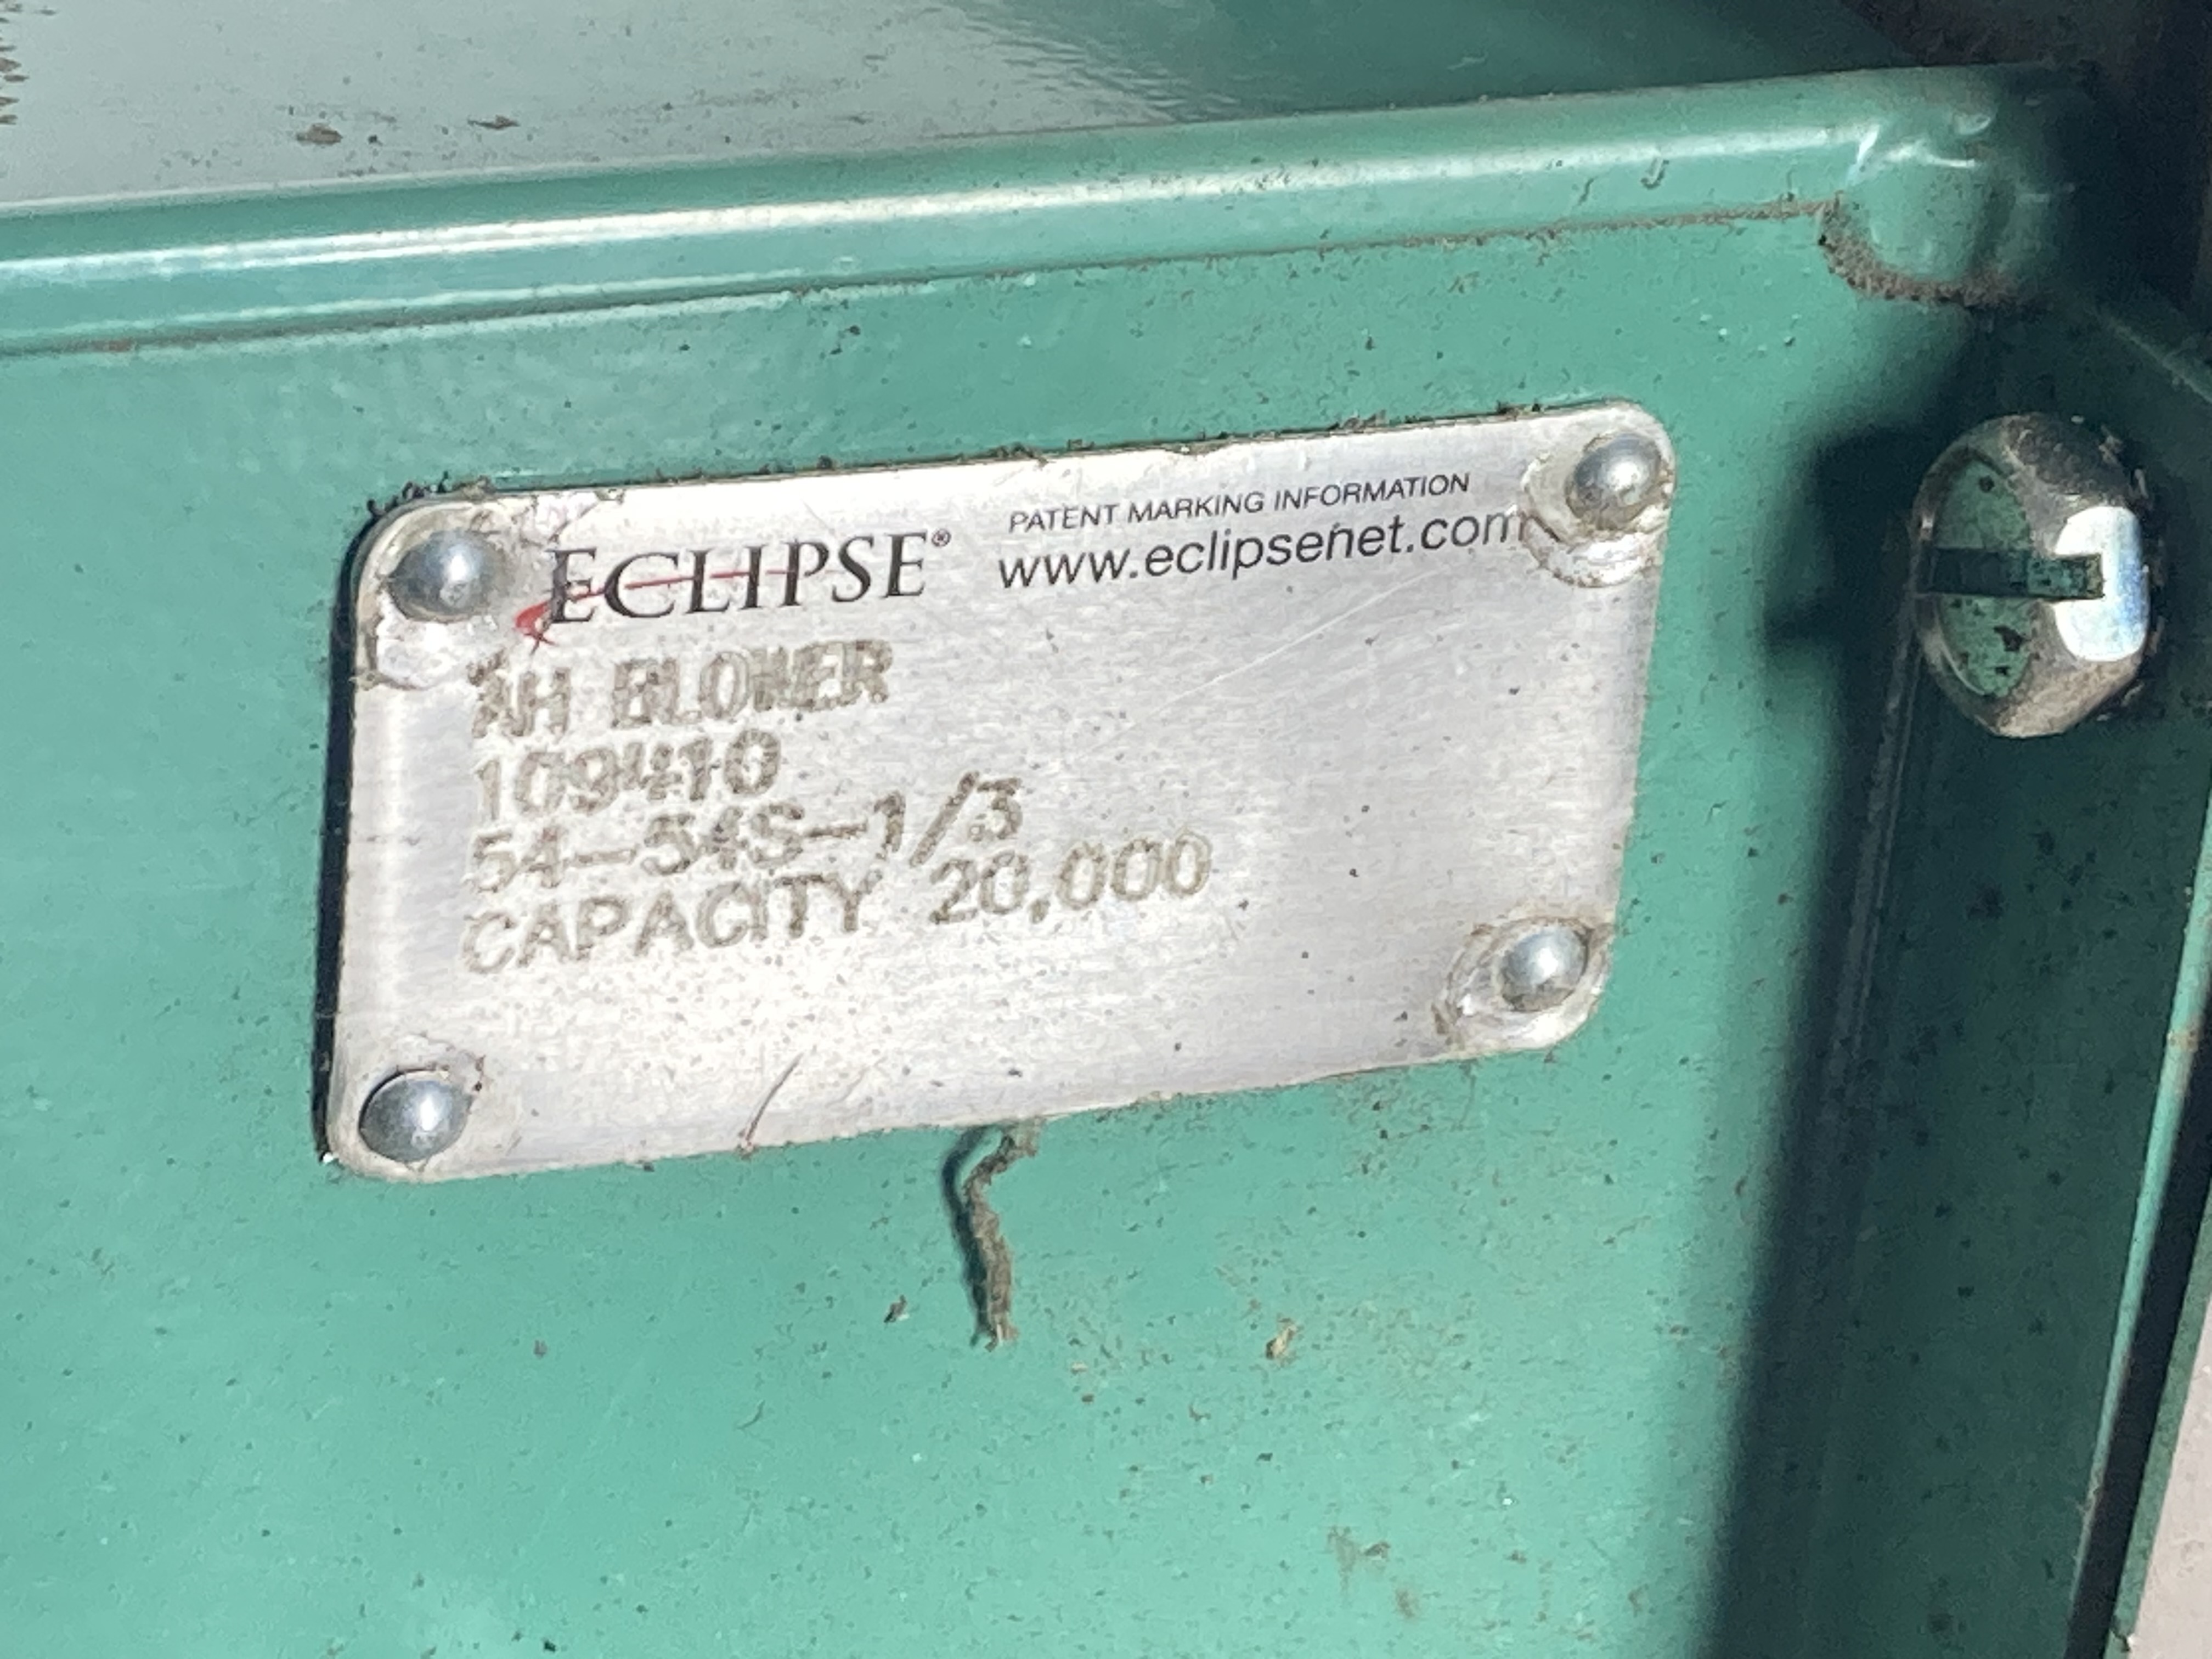 ECLIPSE®
PATENT MARKING INFORMATION
www.eclipsenet.com
AH BLOWER
109410
54-54S-1/3
CAPACITY 20,000